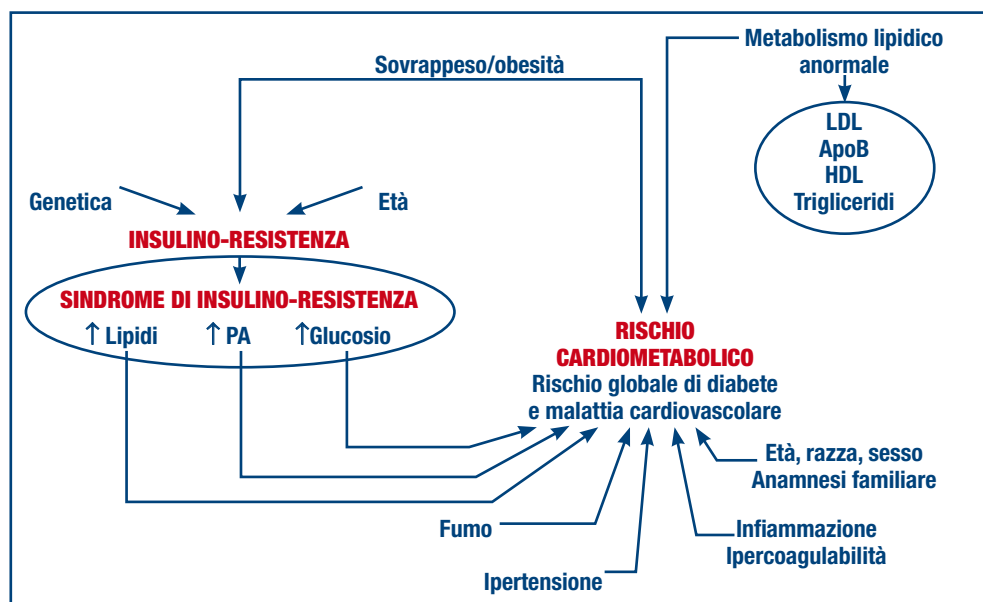 Metabolismo lipidico
anormale
Sovrappeso/obesità
LDL
ApoB
HDL
Trigliceridi
Genetica
Età
INSULINO-RESISTENZA
SINDROME DI INSULINO-RESISTENZA
↑ Lipidi ↑ PA ↑Glucosio
RISCHIO
CARDIOMETABOLICO
Rischio globale di diabete
e malattia cardiovascolare
Età, razza, sesso
Anamnesi familiare
Fumo
Infiammazione
Ipercoagulabilità
Ipertensione